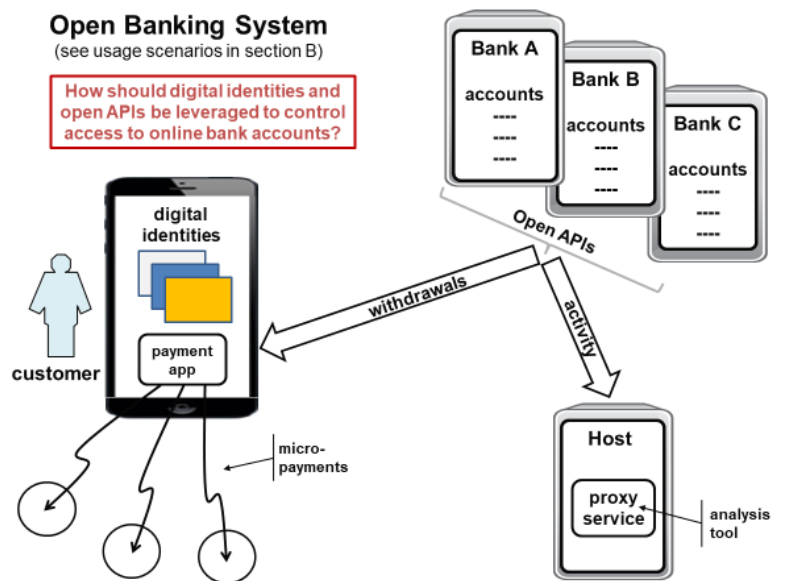 Open Banking System
(see usage scenarios in section B)
How should digital identities and
open APIs be leveraged to control
access to online bank accounts?
Bank A
accounts
----
----
----
Bank B
accounts
----
----
----
Bank C
accounts
----
----
----
Open APIs
digital
identities
payment
app
customer
withdrawals
activity
micro-
payments
Host
proxy
service
analysis
tool